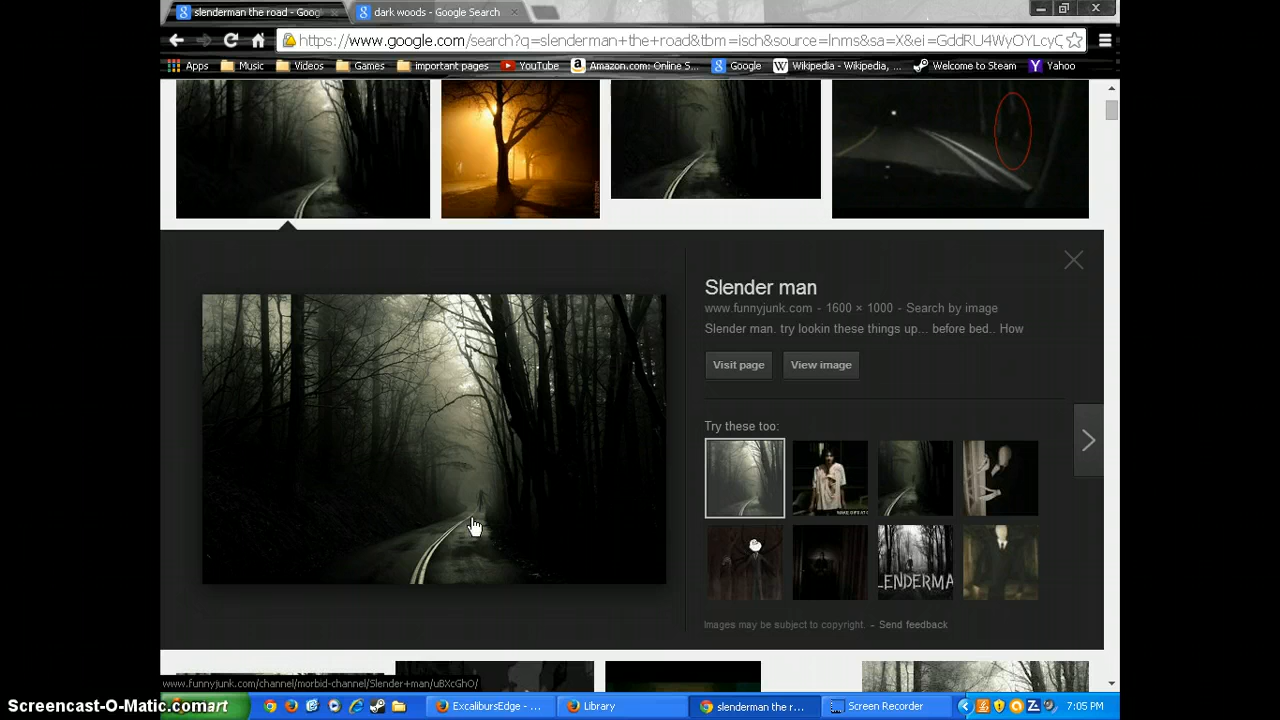 slenderman the road - Goog
dark woods - Google Search
https://www.google.com/search?q=slenderman+the+road&tbm=isch&source=lnms&sa=X&ei=GddRU4WyOYLcyC
Apps Music Videos Games important pages YouTube Amazon.com: Online S... Google Wikipedia - Wikipedia, ... Welcome to Steam Yahoo
Slender man
www.funnyjunk.com - 1600 × 1000 - Search by image
Slender man. try lookin these things up... before bed.. How
Visit page View image
Try these too:
LENDERMA
Images may be subject to copyright. - Send feedback
www.funnyjunk.com/channel/morbid-channel/Slender+man/uBXcGhO/
Screencast-O-Matic.com
art ExcalibursEdge - ... Library slenderman the r... Screen Recorder 7:05 PM